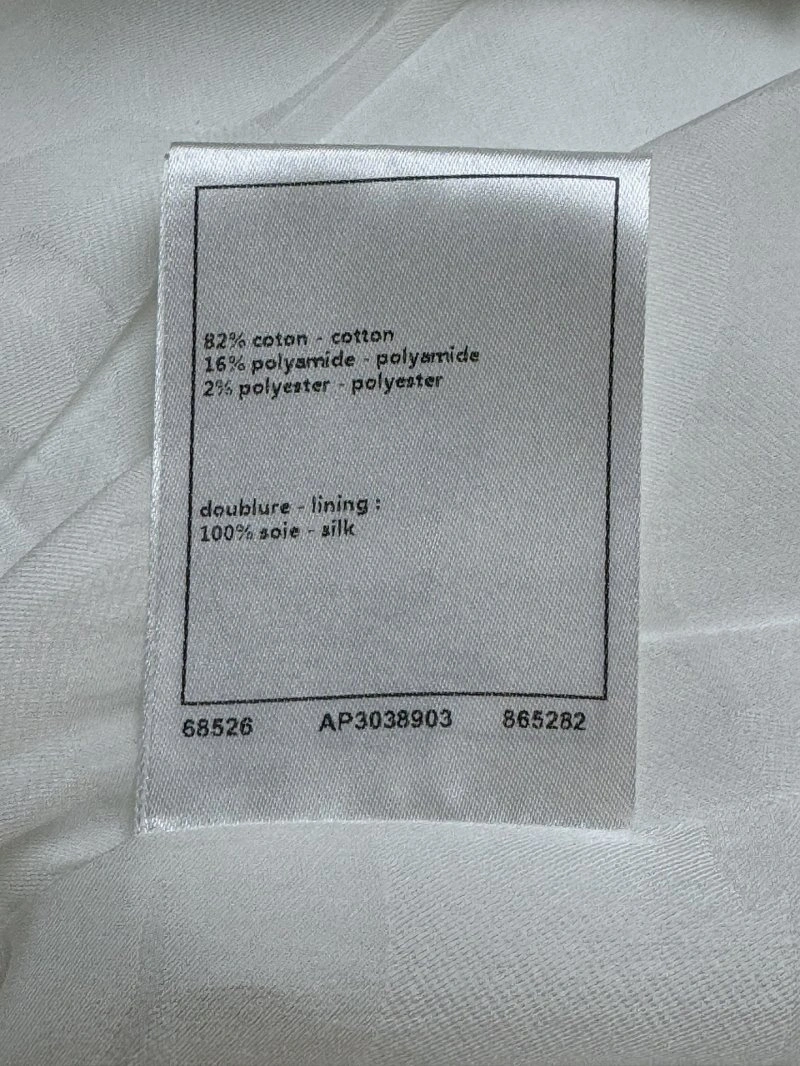 82% coton - cotton
16% polyamide - polyamide
2% polyester - polyester
doublure - lining :
100% soie - silk
68526 AP3038903 865282